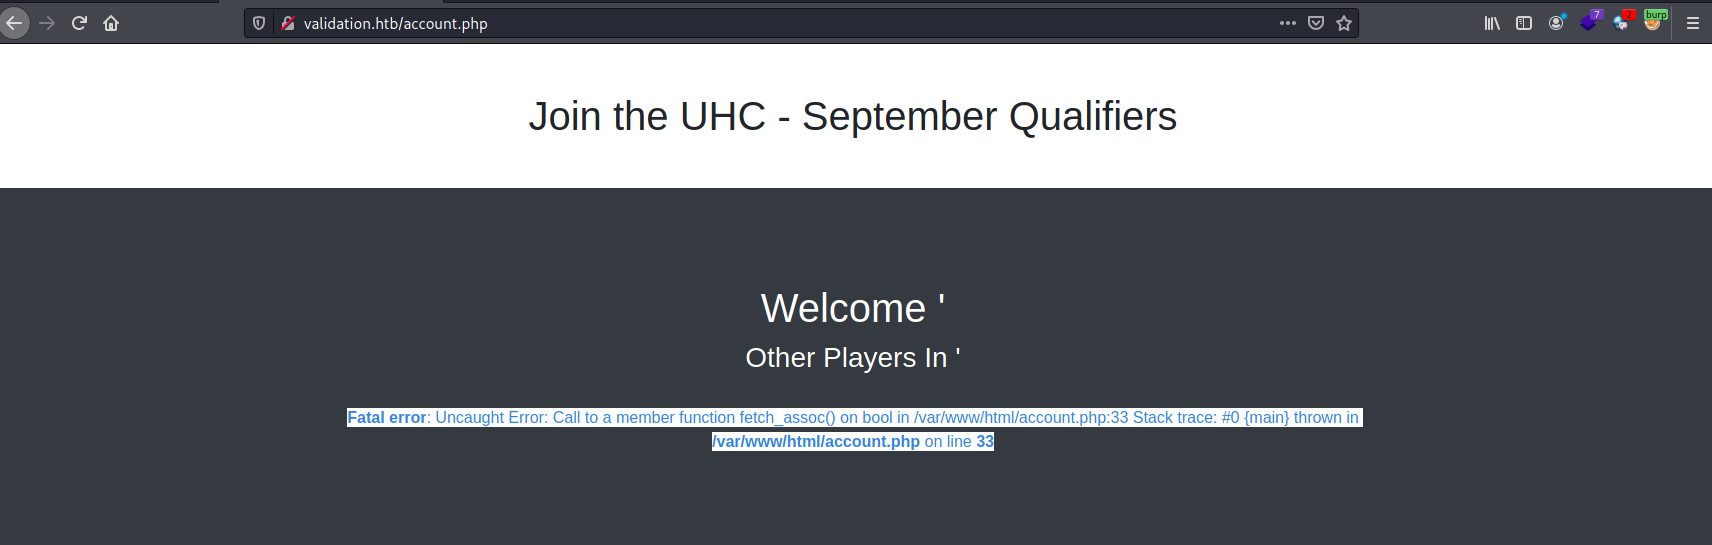 validation.htb/account.php
7
2
burp
Join the UHC - September Qualifiers
Welcome '
Other Players In '
Fatal error: Uncaught Error: Call to a member function fetch_assoc() on bool in /var/www/html/account.php:33 Stack trace: #0 {main} thrown in
/var/www/html/account.php on line 33